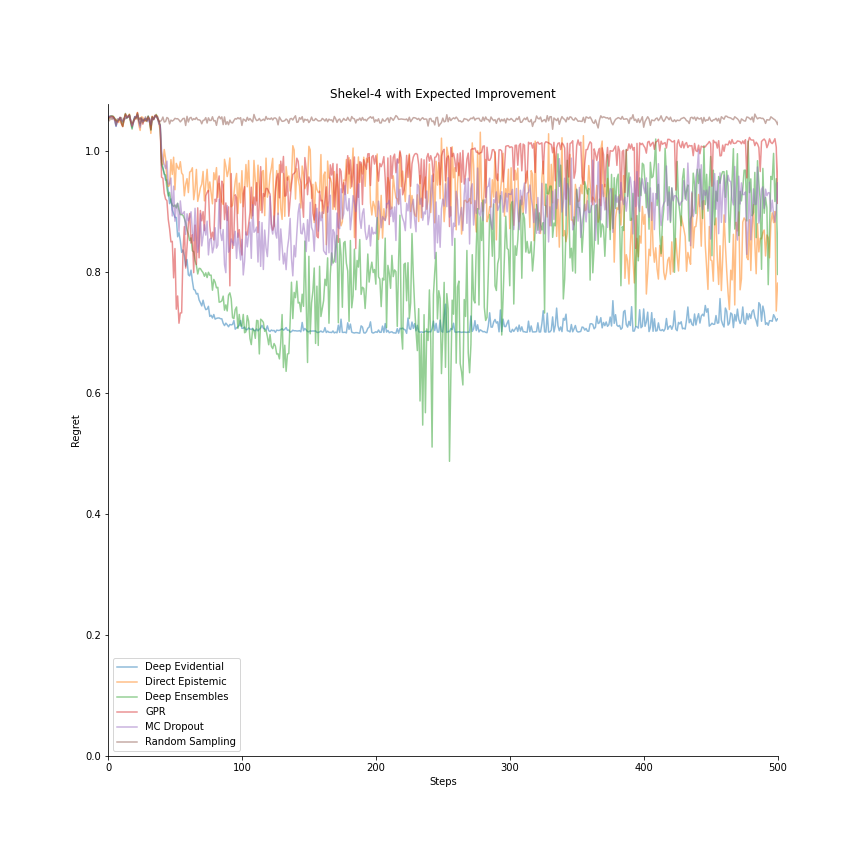 Shekel-4 with Expected Improvement
1.0
0.8
0.6
0.4
0.2
0.0
Regret
Deep Evidential
Direct Epistemic
Deep Ensembles
GPR
MC Dropout
Random Sampling
0 100 200 300 400 500
Steps